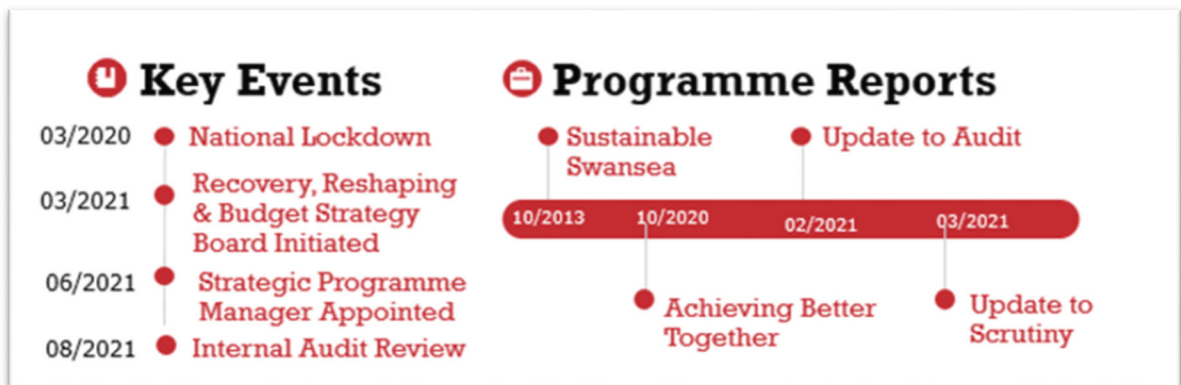 Key Events
03/2020 National Lockdown
03/2021 Recovery, Reshaping
& Budget Strategy
Board Initiated
06/2021 Strategic Programme
Manager Appointed
08/2021 Internal Audit Review
Programme Reports
Sustainable
Swansea
Update to Audit
10/2013 10/2020 02/2021 03/2021
Achieving Better
Together
Update to
Scrutiny